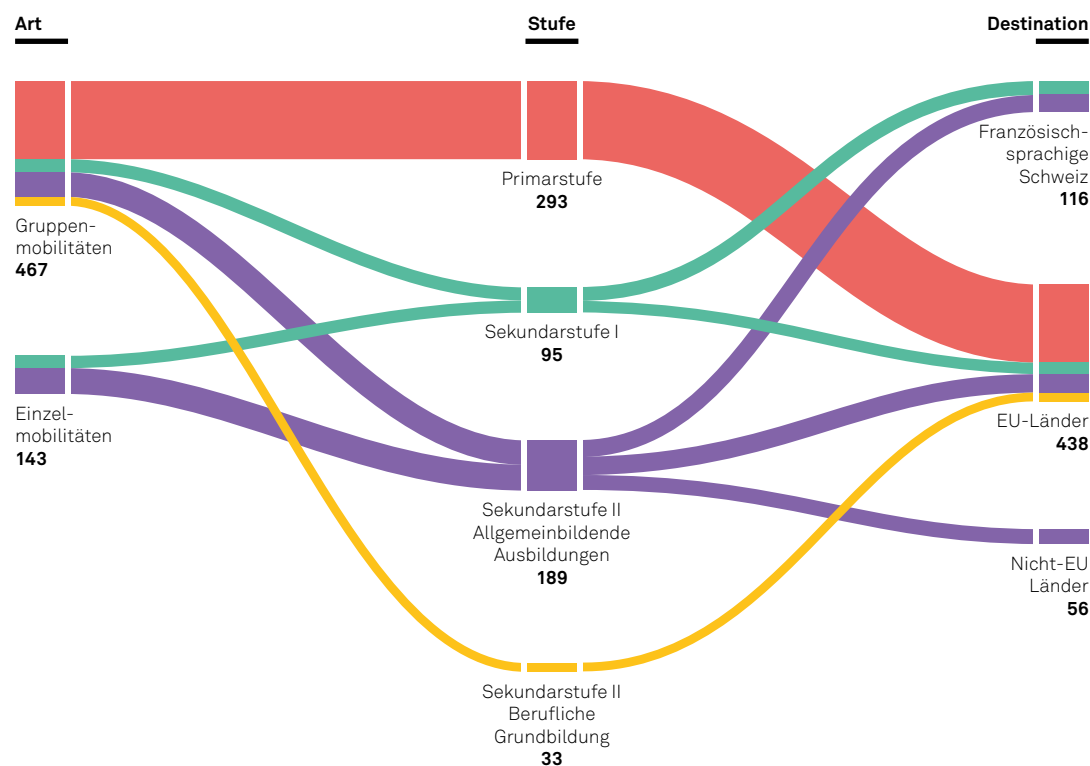 Art
Stufe
Destination
Gruppen-
mobilitäten
467
Einzel-
mobilitäten
143
Primarstufe
293
Sekundarstufe I
95
Sekundarstufe II
Allgemeinbildende
Ausbildungen
189
Sekundarstufe II
Berufliche
Grundbildung
33
Französisch-
sprachige
Schweiz
116
EU-Länder
438
Nicht-EU
Länder
56